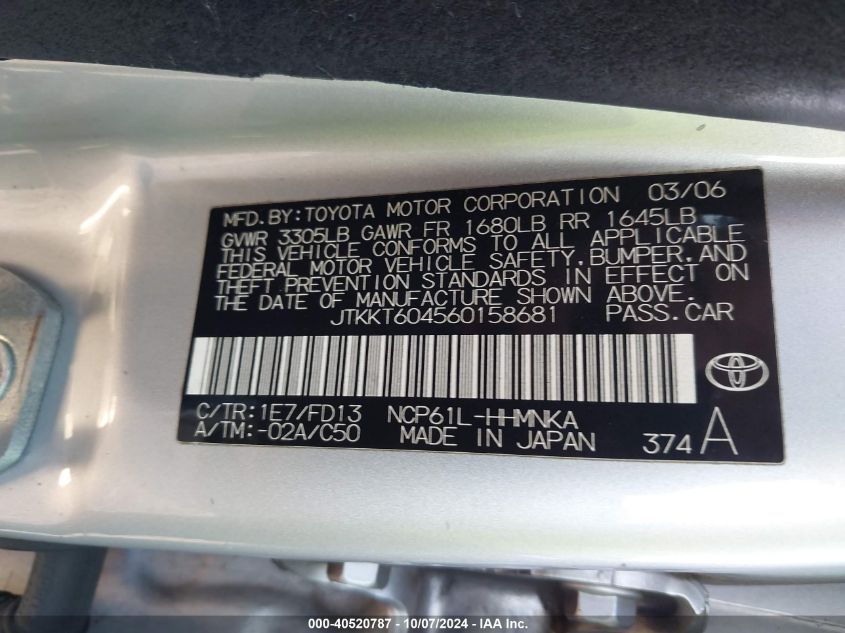 MFD. BY: TOYOTA MOTOR CORPORATION 03/06
GVWR 3305LB GAWR FR 1680LB RR 1645LB
THIS VEHICLE CONFORMS TO ALL APPLICABLE
FEDERAL MOTOR VEHICLE SAFETY, BUMPER, AND
THEFT PREVENTION STANDARDS IN EFFECT ON
THE DATE OF MANUFACTURE SHOWN ABOVE.
JTKKT604560158681 PASS. CAR
C/TR: 1E7/FD13 NCP61L-HHMNKA
A/TM: -02A/C50 MADE IN JAPAN 374 A
000-40520787 - 10/07/2024 - IAA Inc.